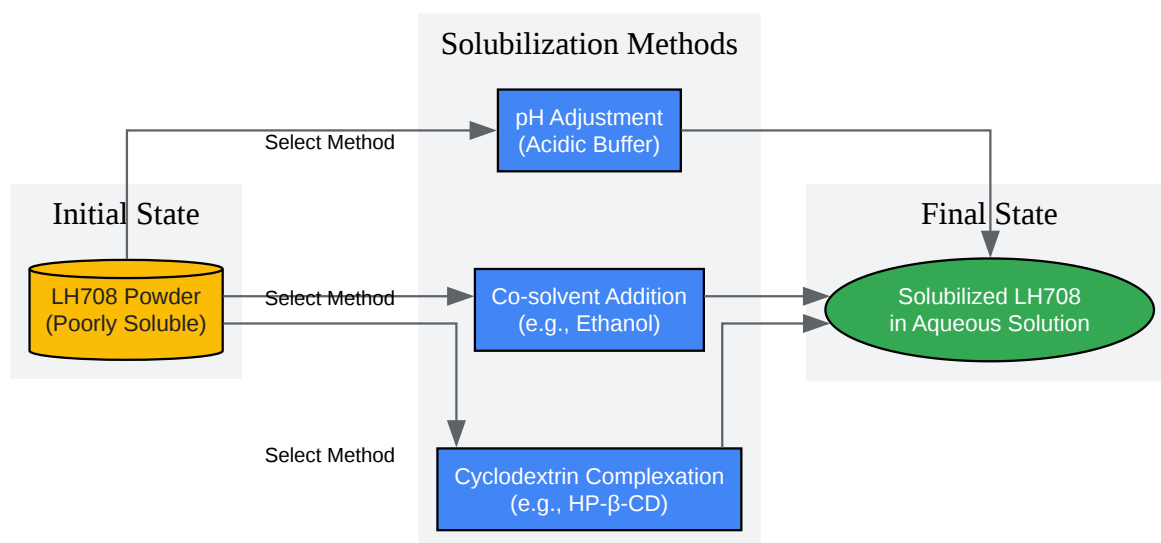 Solubilization Methods
pH Adjustment
(Acidic Buffer)
Select Method
Initial State
Final State
LH708 Powder
(Poorly Soluble)
Select Method
Co-solvent Addition
(e.g., Ethanol)
Solubilized LH708
in Aqueous Solution
Select Method
Cyclodextrin Complexation
(e.g., HP-β-CD)